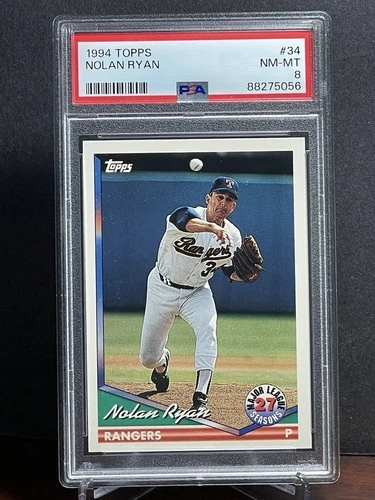 1994 TOPPS #34
NOLAN RYAN NM-MT
8
PSA 88275056
Topps
T
Rangers
34
MAJOR LEAGUE
27
SEASONS
Nolan Ryan
RANGERS P